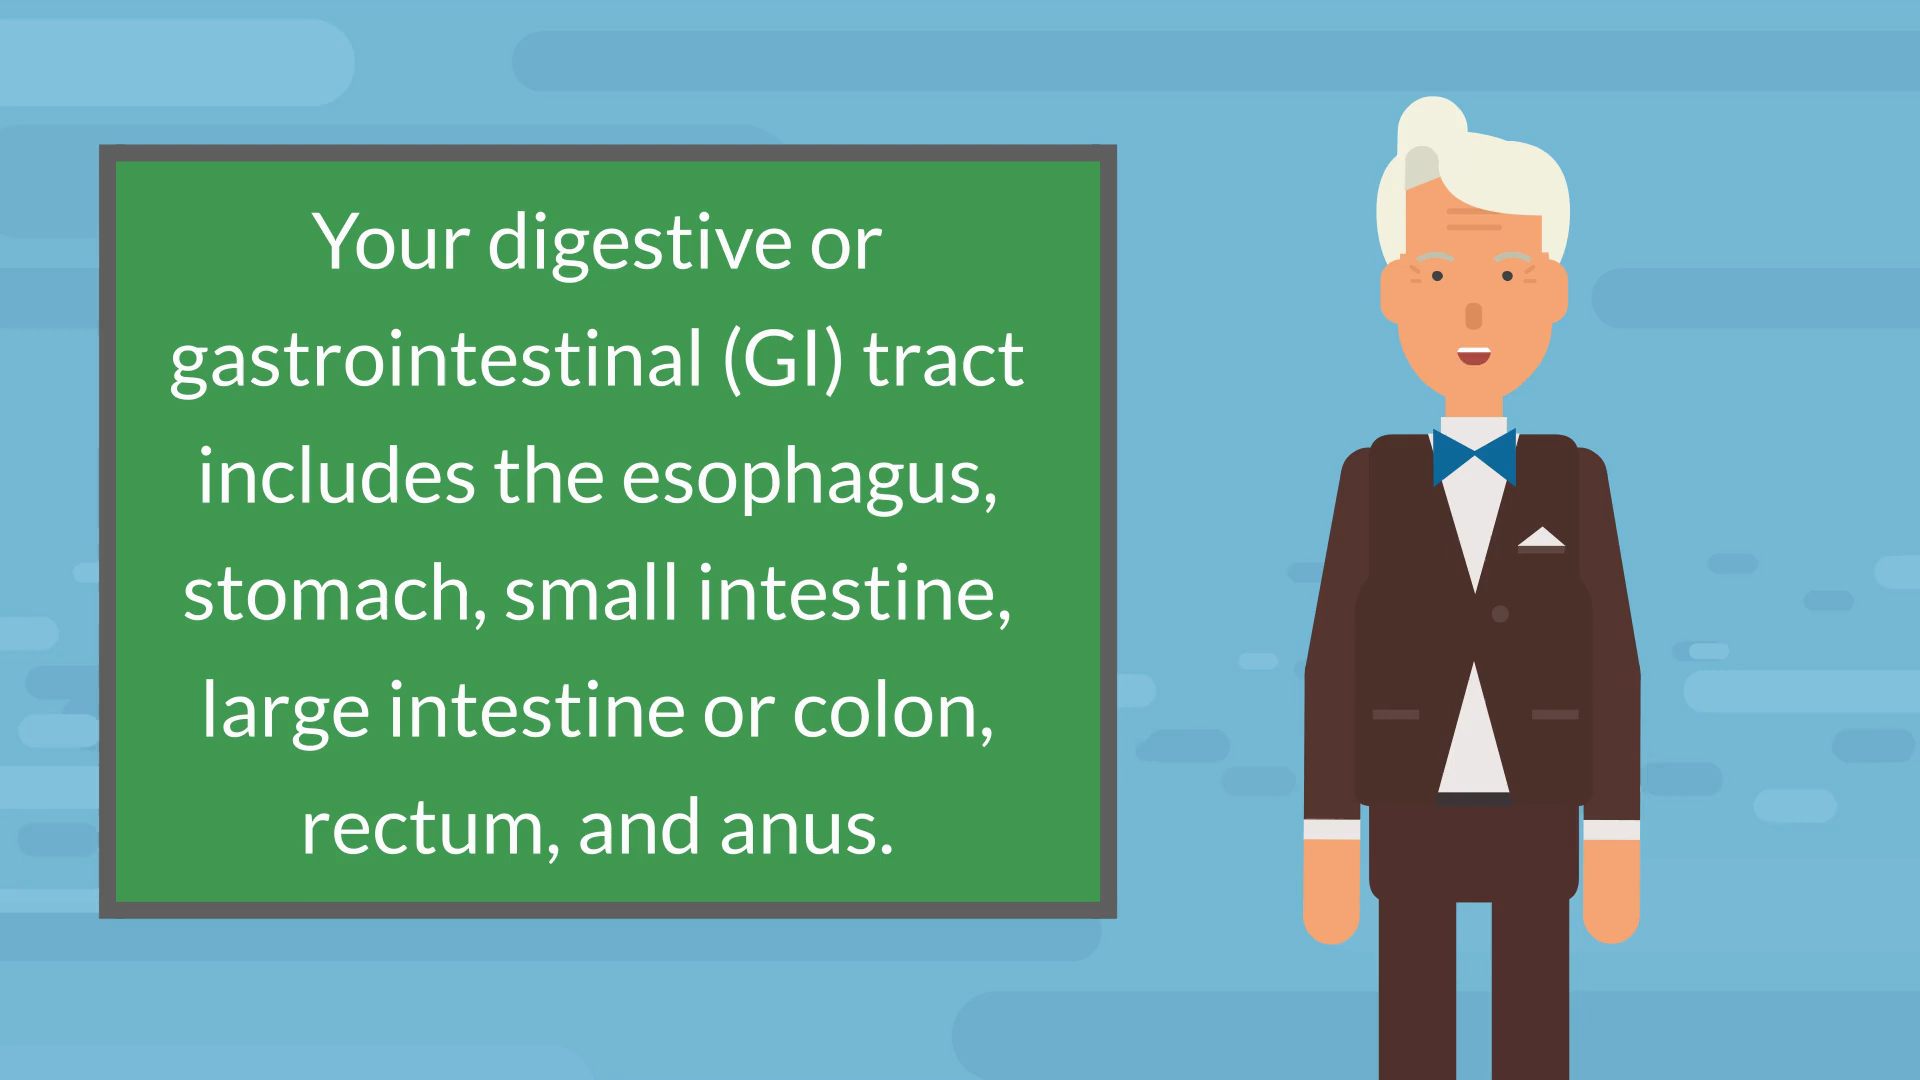 Your digestive or
gastrointestinal (GI) tract
includes the esophagus,
stomach, small intestine,
large intestine or colon,
rectum, and anus.